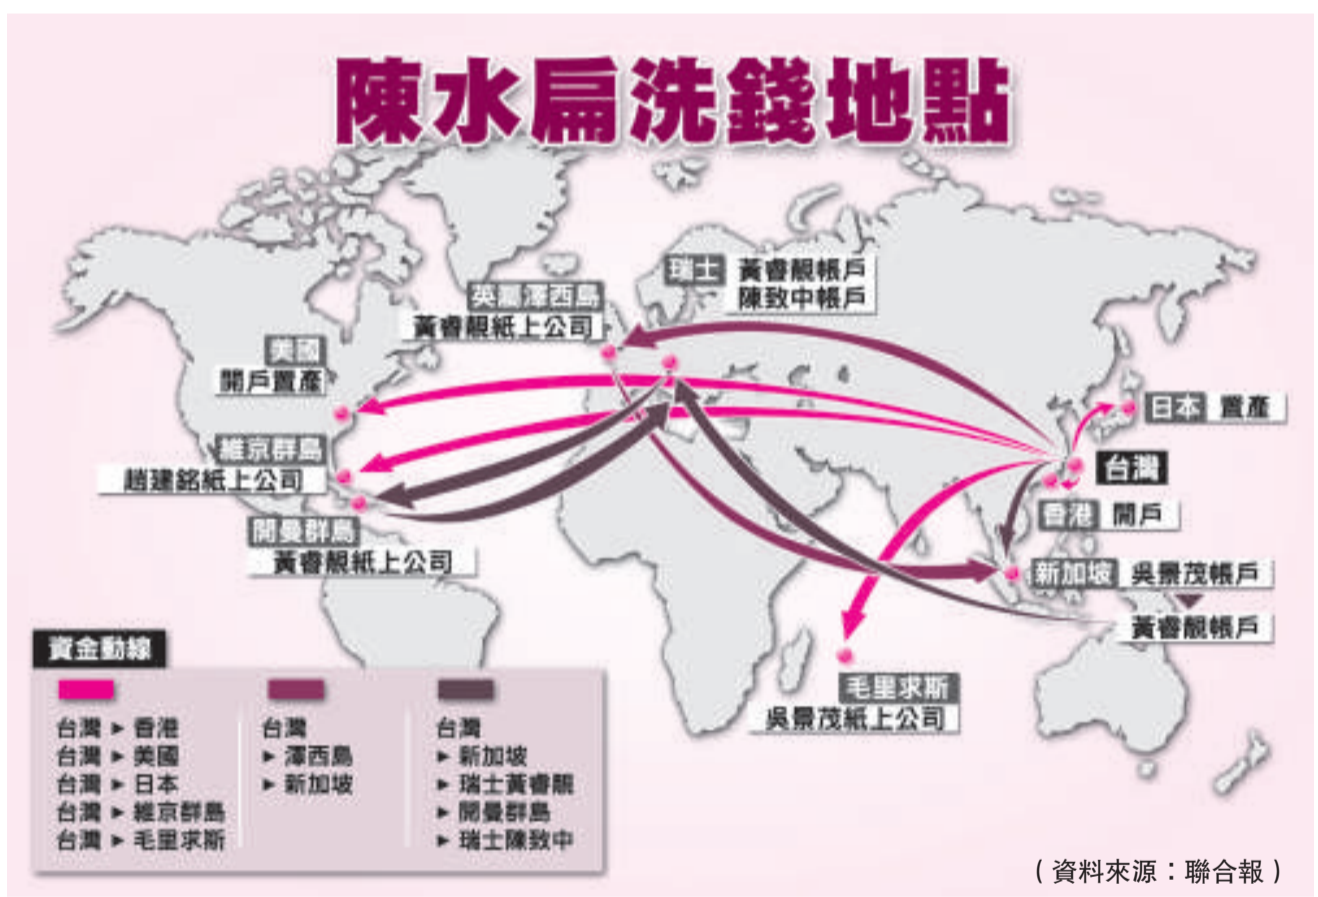 陳水扁洗錢地點
瑞士 黃睿靚帳戶
陳致中帳戶
英屬澤西島
黃睿靚紙上公司
美國
開戶置產
日本 置產
維京群島
趙建銘紙上公司
台灣
香港 開戶
開曼群島
黃睿靚紙上公司
新加坡 吳景茂帳戶
黃睿靚帳戶
毛里求斯
吳景茂紙上公司
資金動線
台灣►香港
台灣►美國
台灣►日本
台灣►維京群島
台灣►毛里求斯
台灣
►澤西島
►新加坡
台灣
►新加坡
►瑞士黃睿靚
►開曼群島
►瑞士陳致中
（資料來源：聯合報）